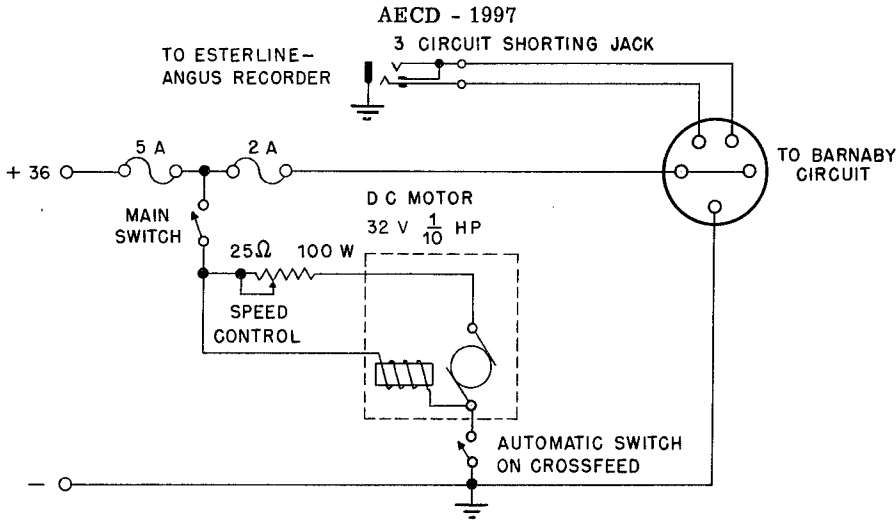 AECD - 1997
3 CIRCUIT SHORTING JACK
TO ESTERLINE-
ANGUS RECORDER
5 A
2 A
+ 36
TO BARNABY
CIRCUIT
MAIN
SWITCH
D C MOTOR
32 V 1/10 HP
25Ω 100 W
SPEED
CONTROL
AUTOMATIC SWITCH
ON CROSSFEED
-